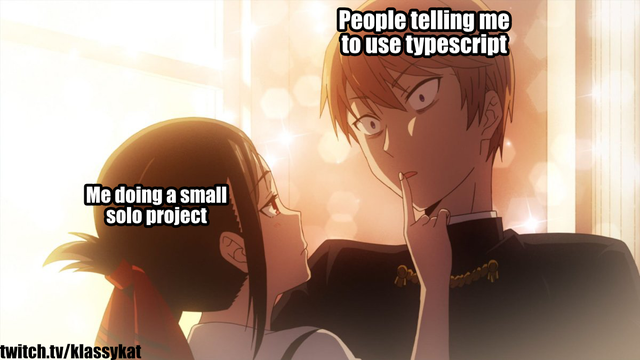 People telling me
to use typescript
Me doing a small
solo project
twitch.tv/klassykat